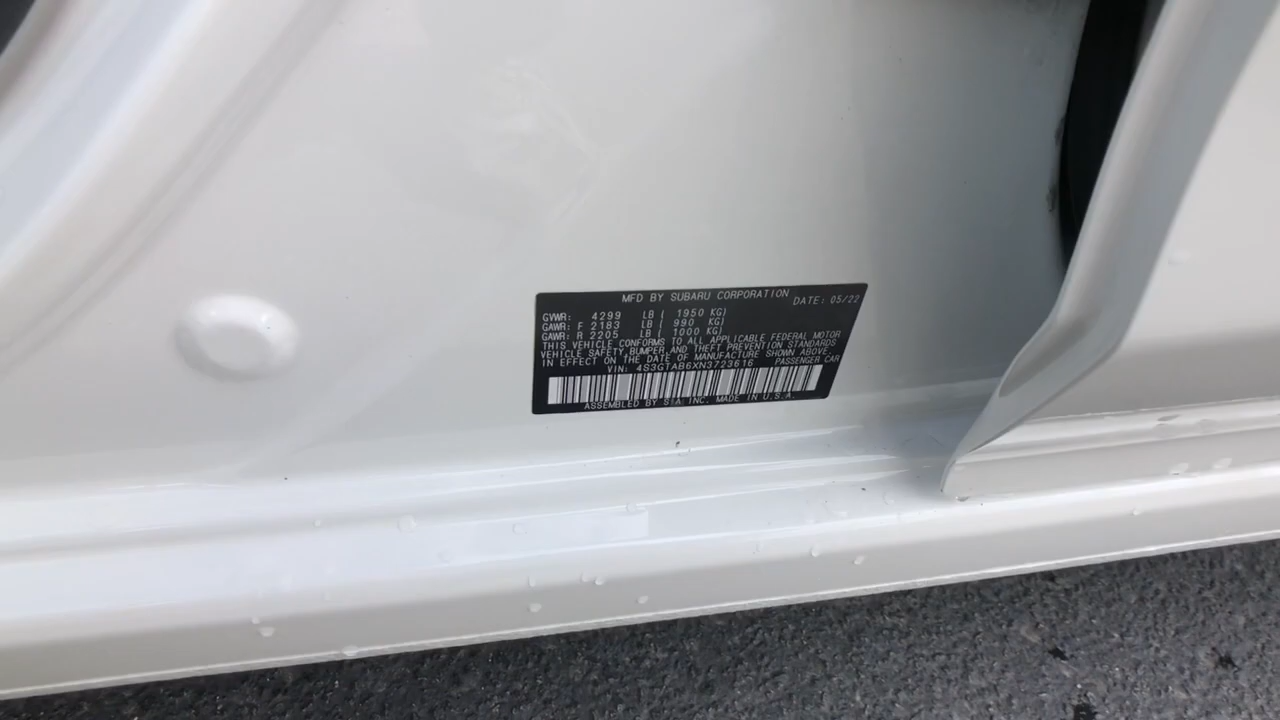 MFD BY SUBARU CORPORATION DATE: 05/22
GVWR: 4299 LB ( 1950 KG)
GAWR: F 2183 LB ( 990 KG)
GAWR: R 2205 LB ( 1000 KG)
THIS VEHICLE CONFORMS TO ALL APPLICABLE FEDERAL MOTOR
VEHICLE SAFETY, BUMPER, AND THEFT PREVENTION STANDARDS
IN EFFECT ON THE DATE OF MANUFACTURE SHOWN ABOVE.
VIN: 4S3GTAB6XN3723616 PASSENGER CAR
ASSEMBLED BY SIA INC. MADE IN U.S.A.